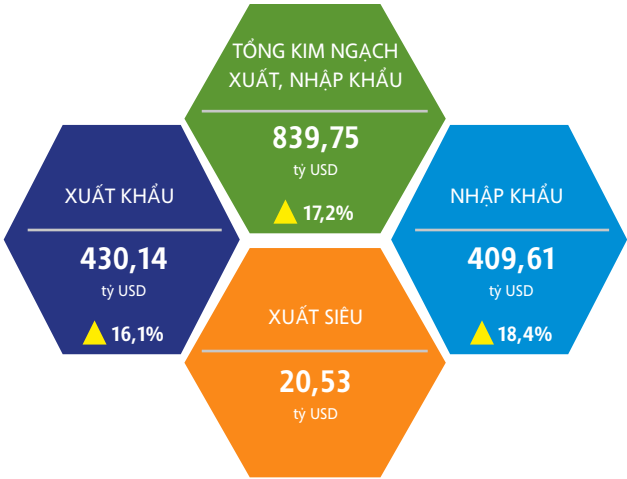 TỔNG KIM NGẠCH
XUẤT, NHẬP KHẨU
839,75
tỷ USD
17,2%
XUẤT KHẨU
430,14
tỷ USD
16,1%
NHẬP KHẨU
409,61
tỷ USD
18,4%
XUẤT SIÊU
20,53
tỷ USD